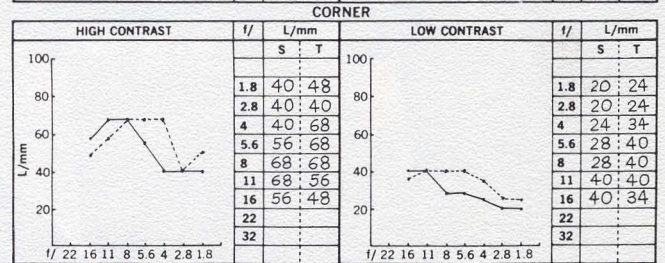 CORNER
HIGH CONTRAST f/ L/mm LOW CONTRAST f/ L/mm
S T S T
100 100
80 1.8 40 48 80 1.8 20 24
2.8 40 40 2.8 20 24
60 4 40 68 60 4 24 34
5.6 56 68 5.6 28 40
L/mm
40 8 68 68 40 8 28 40
11 68 56 11 40 40
20 16 56 48 20 16 40 34
22 22
32 32
f/ 22 16 11 8 5.6 4 2.8 1.8 f/ 22 16 11 8 5.6 4 2.8 1.8